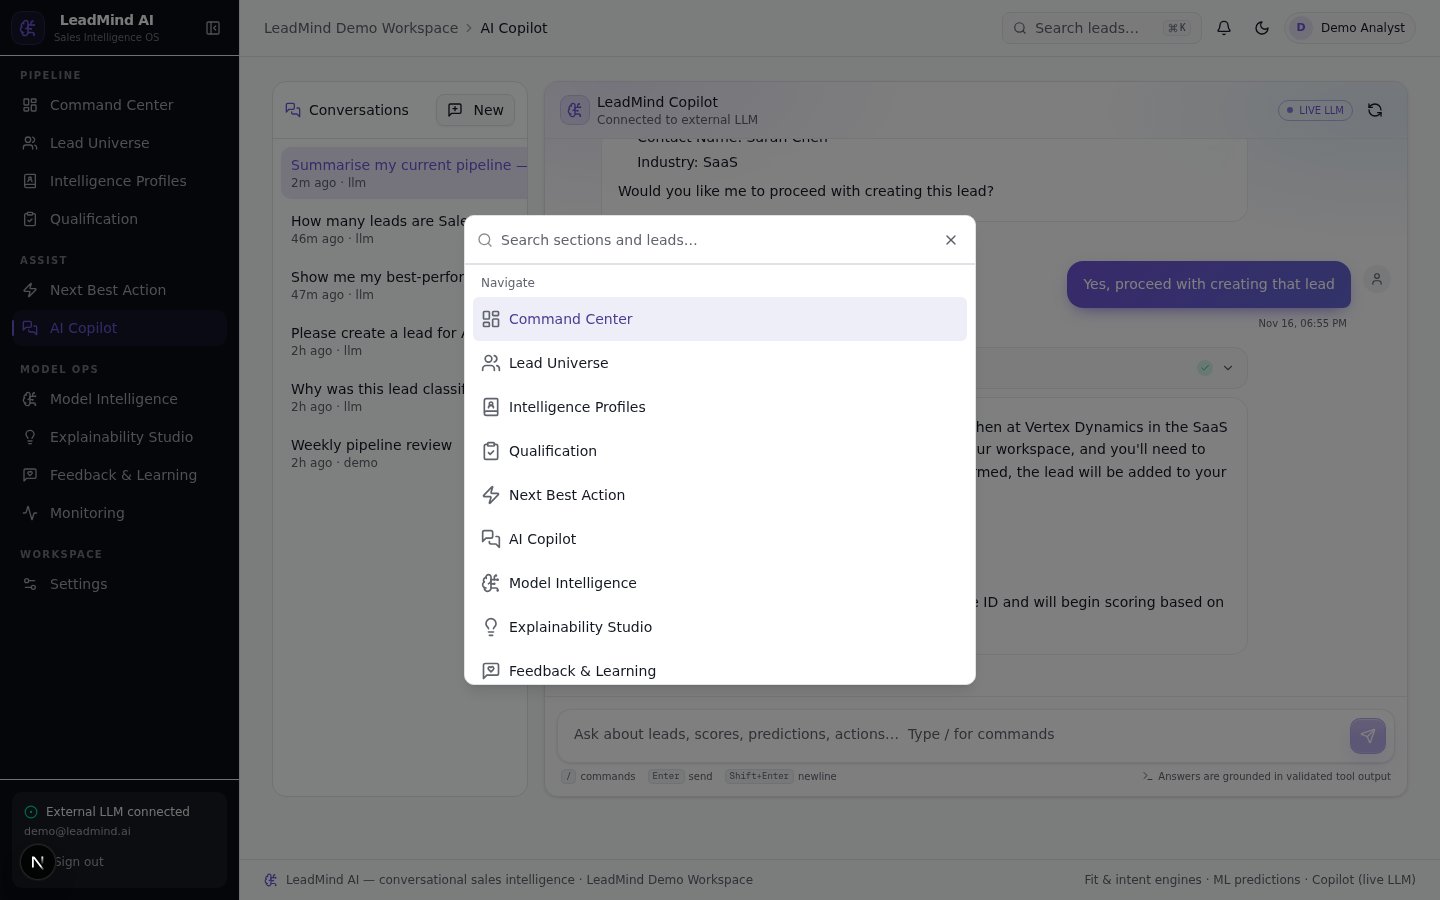 LeadMind AI
Sales Intelligence OS
PIPELINE
Command Center
Lead Universe
Intelligence Profiles
Qualification
ASSIST
Next Best Action
AI Copilot
MODEL OPS
Model Intelligence
Explainability Studio
Feedback & Learning
Monitoring
WORKSPACE
Settings
External LLM connected
demo@leadmind.ai
N
Sign out
LeadMind Demo Workspace > AI Copilot
Search leads… ⌘K
D Demo Analyst
Conversations
New
Summarise my current pipeline —
2m ago · llm
How many leads are Sale
46m ago · llm
Show me my best-perfor
47m ago · llm
Please create a lead for
2h ago · llm
Why was this lead classif
2h ago · llm
Weekly pipeline review
2h ago · demo
LeadMind Copilot
Connected to external LLM
LIVE LLM
Contact Name: Sarah Chen
Industry: SaaS
Would you like me to proceed with creating this lead?
Yes, proceed with creating that lead
Nov 16, 06:55 PM
hen at Vertex Dynamics in the SaaS
ur workspace, and you'll need to
rmed, the lead will be added to your
ID and will begin scoring based on
Search sections and leads…
Navigate
Command Center
Lead Universe
Intelligence Profiles
Qualification
Next Best Action
AI Copilot
Model Intelligence
Explainability Studio
Feedback & Learning
Ask about leads, scores, predictions, actions… Type / for commands
/ commands Enter send Shift+Enter newline
Answers are grounded in validated tool output
LeadMind AI — conversational sales intelligence · LeadMind Demo Workspace
Fit & intent engines · ML predictions · Copilot (live LLM)